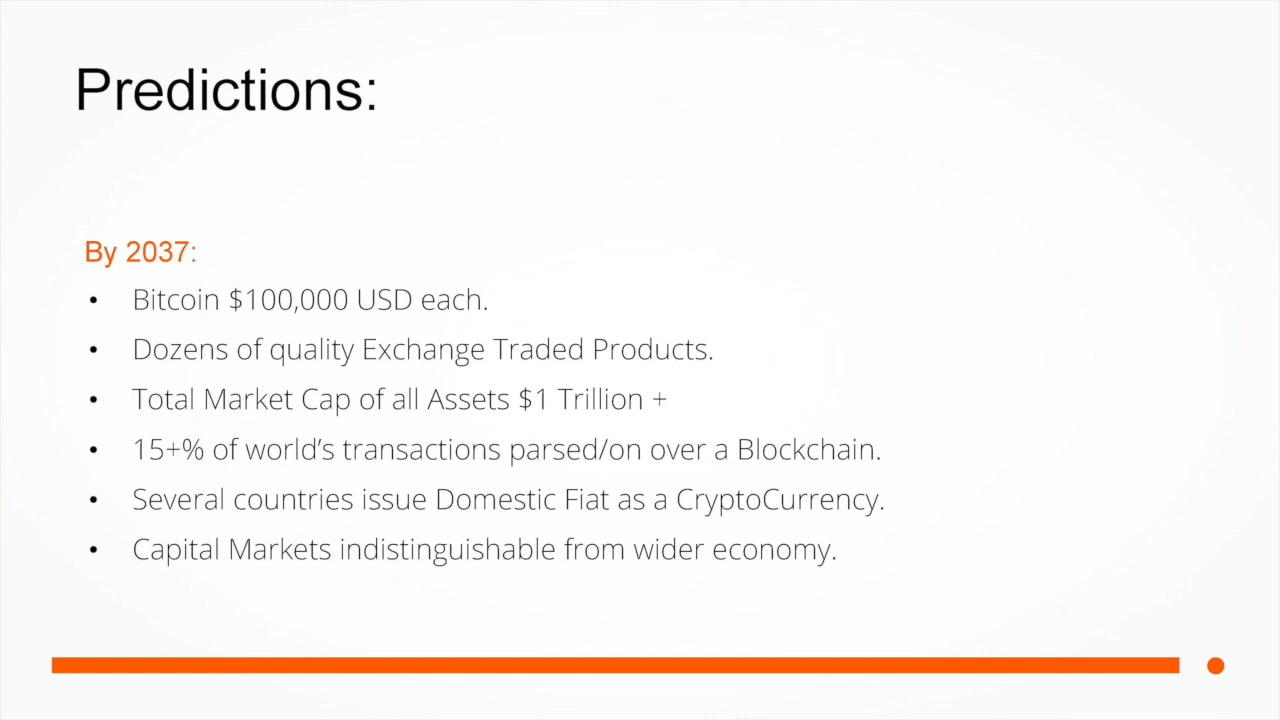 Predictions:
By 2037:
• Bitcoin $100,000 USD each.
• Dozens of quality Exchange Traded Products.
• Total Market Cap of all Assets $1 Trillion +
• 15+% of world’s transactions parsed/on over a Blockchain.
• Several countries issue Domestic Fiat as a CryptoCurrency.
• Capital Markets indistinguishable from wider economy.